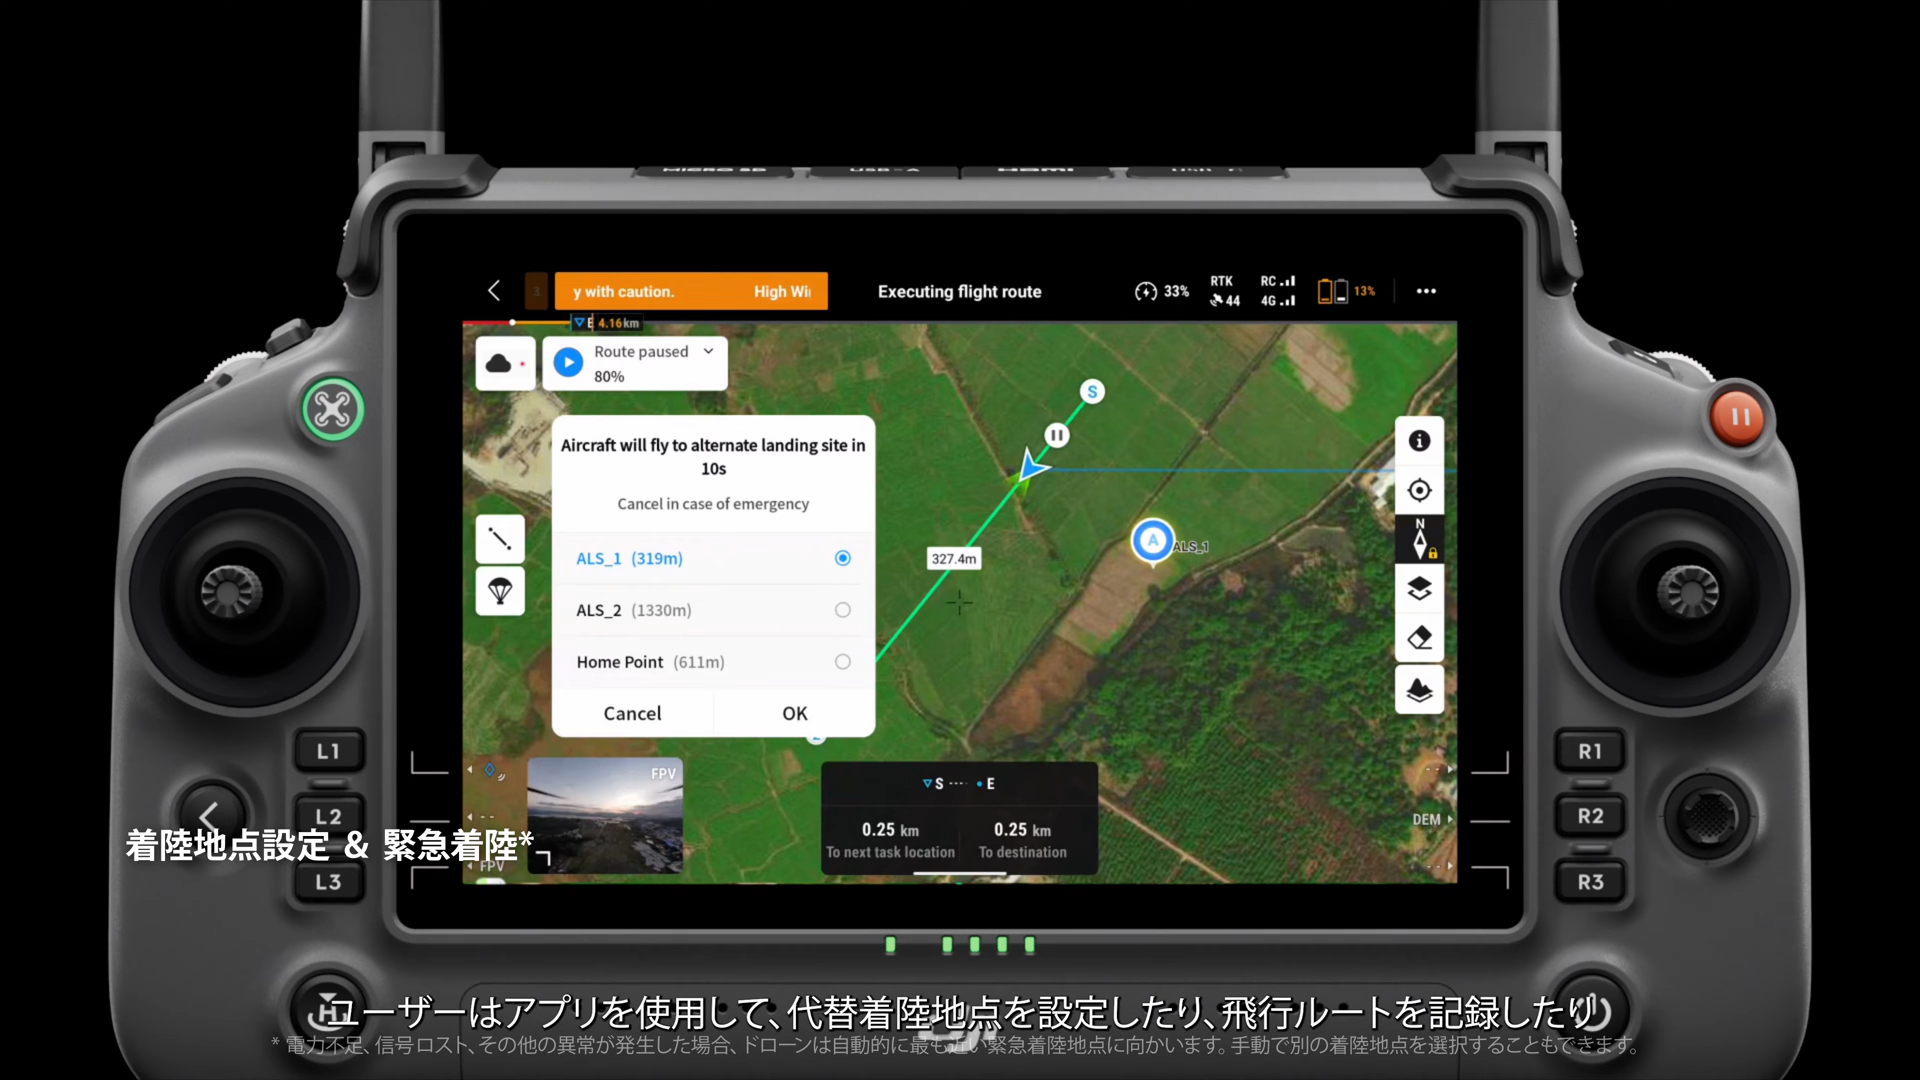 MICRO SD
HDMI
3
y with caution.
High Wi
Executing flight route
33%
RTK
44
RC
4G
13%
E
4.16km
Route paused
80%
S
Aircraft will fly to alternate landing site in
10s
Cancel in case of emergency
ALS_1 (319m)
ALS_2 (1330m)
Home Point (611m)
Cancel
OK
327.4m
A
ALS_1
N
FPV
S
E
0.25 km
0.25 km
To next task location
To destination
DEM
FPV
L1
L2
L3
R1
R2
R3
着陸地点設定 & 緊急着陸*
ユーザーはアプリを使用して、代替着陸地点を設定したり、飛行ルートを記録したり
* 電力不足、信号ロスト、その他の異常が発生した場合、ドローンは自動的に最も近い緊急着陸地点に向かいます。手動で別の着陸地点を選択することもできます。